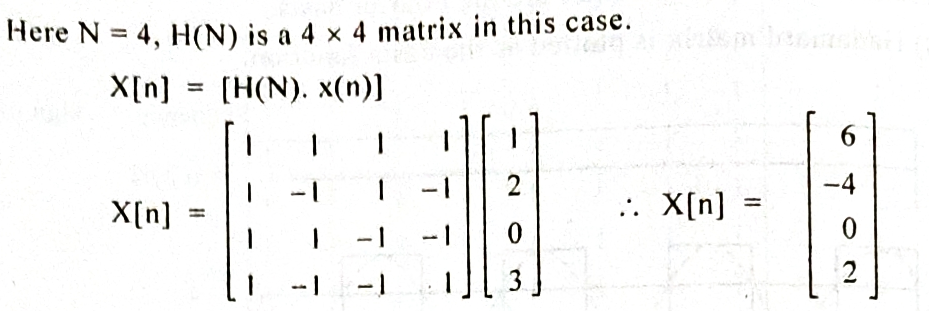 Here N = 4, H(N) is a 4 × 4 matrix in this case.
X[n] = [H(N). x(n)]
X[n] = [1 1 1 1; 1 -1 1 -1; 1 1 -1 -1; 1 -1 -1 1] [1; 2; 0; 3] ∴ X[n] = [6; -4; 0; 2]